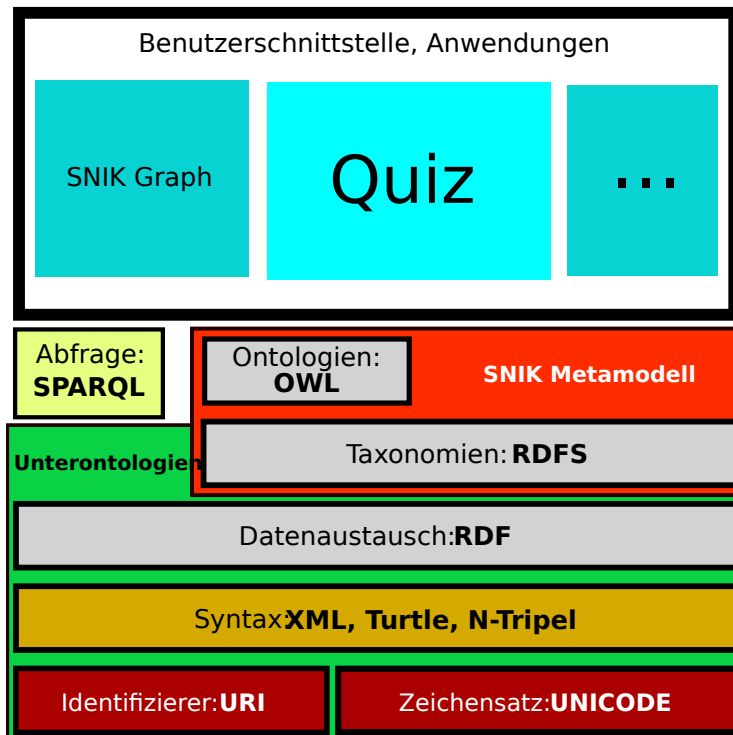 Benutzerschnittstelle, Anwendungen
SNIK Graph
Quiz
...
Abfrage:
SPARQL
Ontologien:
OWL
SNIK Metamodell
Unterontologien
Taxonomien: RDFS
Datenaustausch:RDF
Syntax:XML, Turtle, N-Tripel
Identifizierer:URI
Zeichensatz:UNICODE